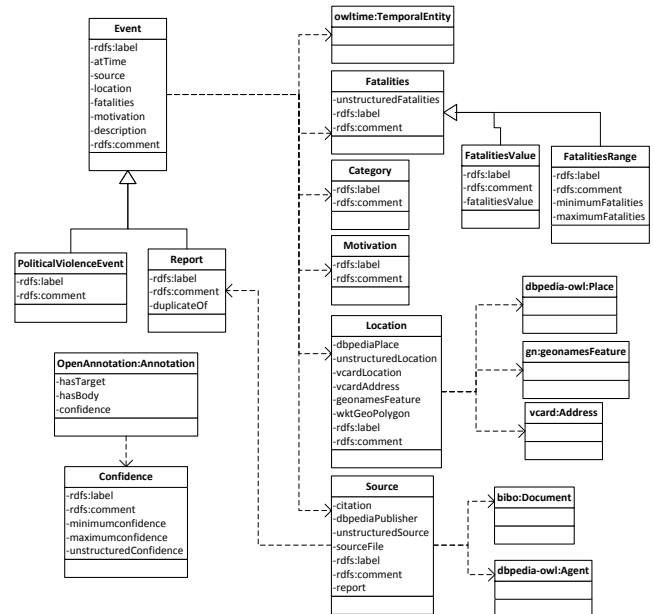 Event
-rdfs:label
-atTime
-source
-location
-fatalities
-motivation
-description
-rdfs:comment
owltime:TemporalEntity
Fatalities
-unstructuredFatalities
-rdfs:label
-rdfs:comment
FatalitiesValue
-rdfs:label
-rdfs:comment
-fatalitiesValue
FatalitiesRange
-rdfs:label
-rdfs:comment
-minimumFatalities
-maximumFatalities
Category
-rdfs:label
-rdfs:comment
Motivation
-rdfs:label
-rdfs:comment
PoliticalViolenceEvent
-rdfs:label
-rdfs:comment
Report
-rdfs:label
-rdfs:comment
-duplicateOf
Location
-dbpediaPlace
-unstructuredLocation
-vcardLocation
-vcardAddress
-geonamesFeature
-wktGeoPolygon
-rdfs:label
-rdfs:comment
dbpedia-owl:Place
gn:geonamesFeature
vcard:Address
OpenAnnotation:Annotation
-hasTarget
-hasBody
-confidence
Confidence
-rdfs:label
-rdfs:comment
-minimumconfidence
-maximumconfidence
-unstructuredConfidence
Source
-citation
-dbpediaPublisher
-unstructuredSource
-sourceFile
-rdfs:label
-rdfs:comment
-report
bibo:Document
dbpedia-owl:Agent